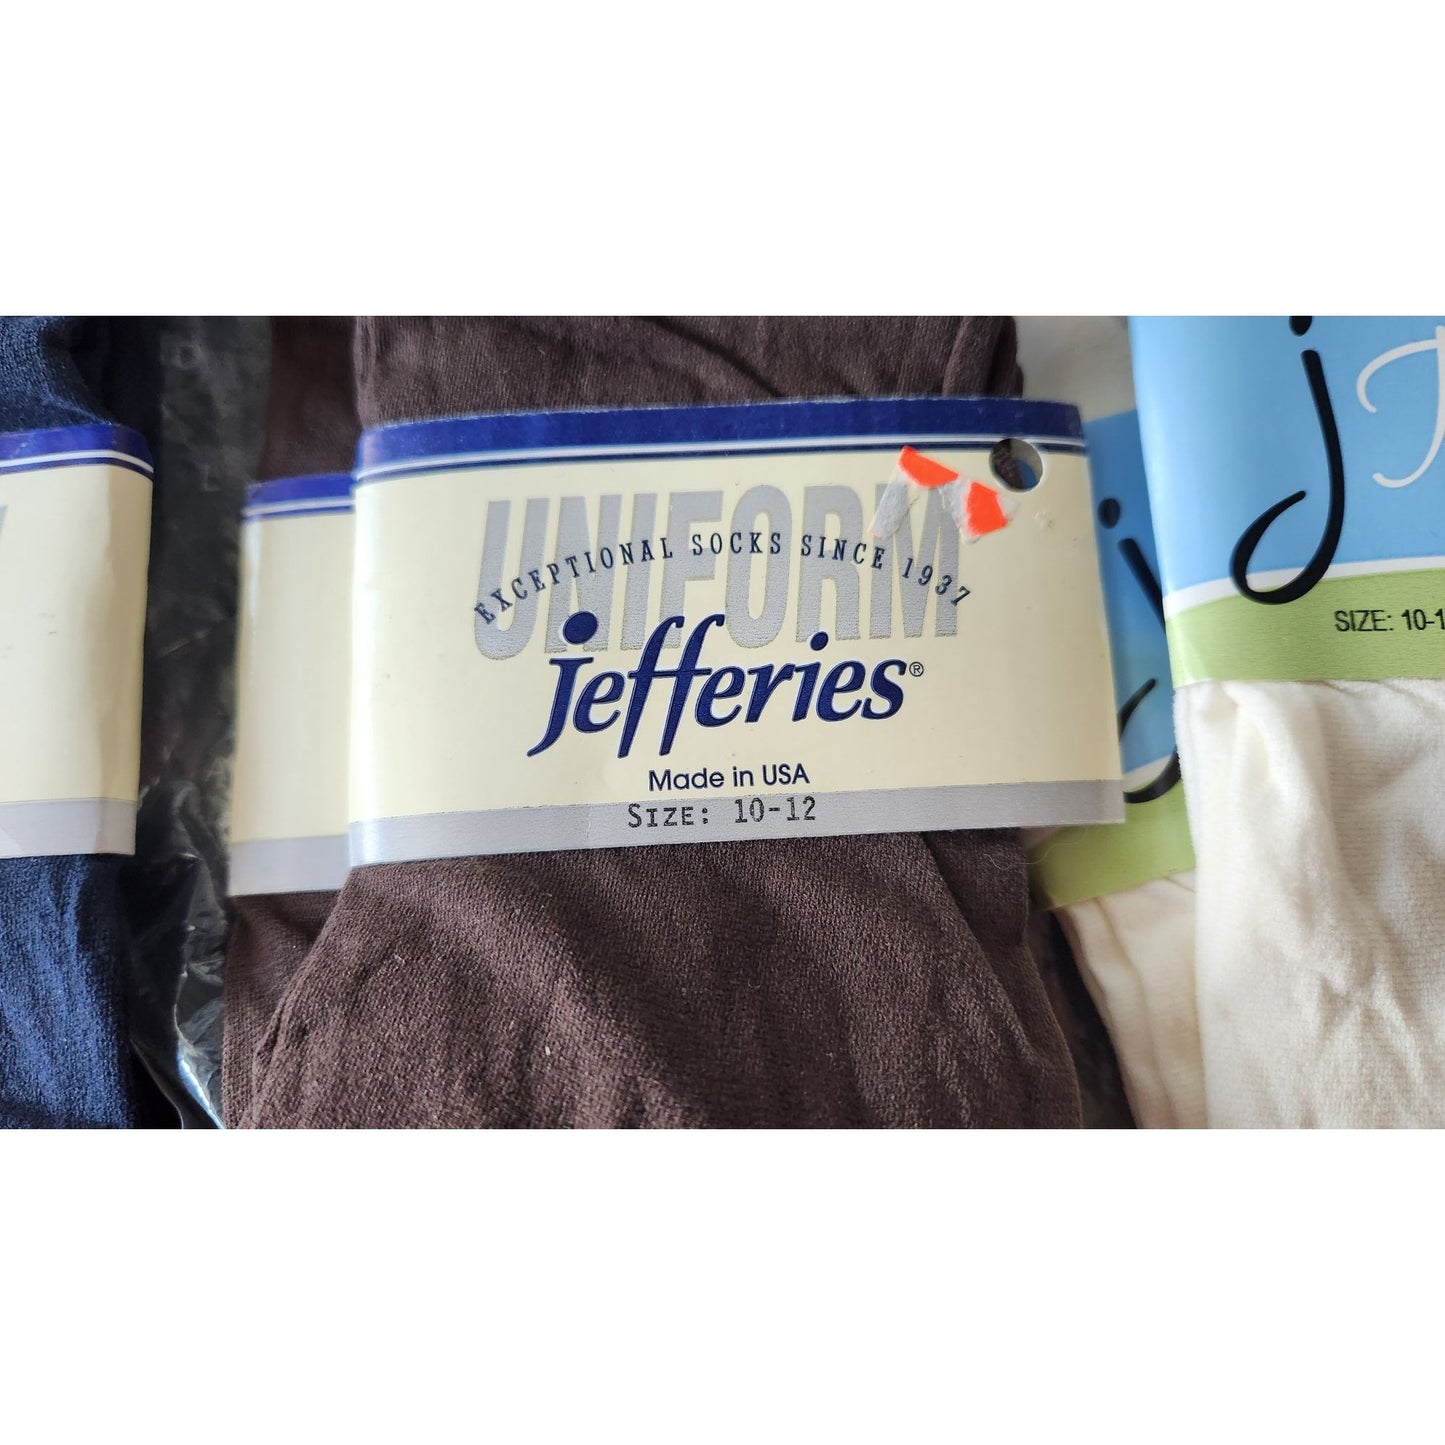 UNIFORM
EXCEPTIONAL SOCKS SINCE 1937
jefferies®
Made in USA
SIZE: 10-12
j
SIZE: 10-1
j